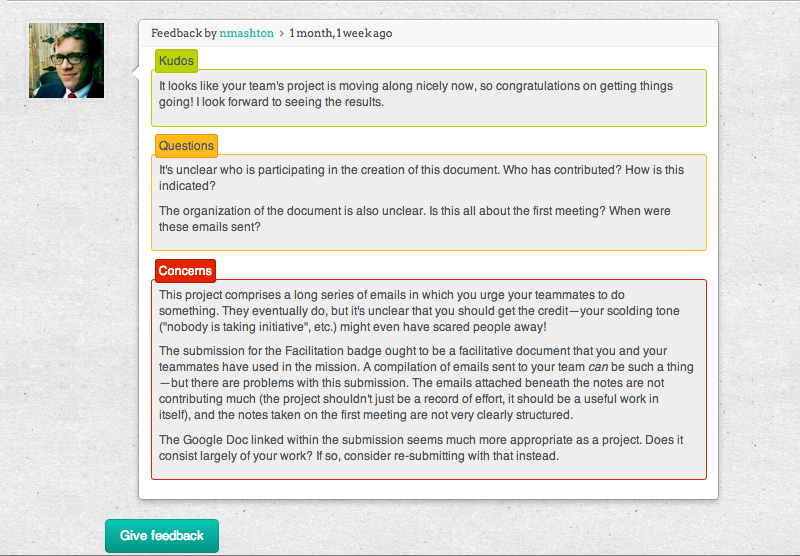 Feedback by nmashton › 1 month, 1 week ago
Kudos
It looks like your team's project is moving along nicely now, so congratulations on getting things
going! I look forward to seeing the results.
Questions
It's unclear who is participating in the creation of this document. Who has contributed? How is this
indicated?
The organization of the document is also unclear. Is this all about the first meeting? When were
these emails sent?
Concerns
This project comprises a long series of emails in which you urge your teammates to do
something. They eventually do, but it's unclear that you should get the credit—your scolding tone
("nobody is taking initiative", etc.) might even have scared people away!
The submission for the Facilitation badge ought to be a facilitative document that you and your
teammates have used in the mission. A compilation of emails sent to your team can be such a thing
—but there are problems with this submission. The emails attached beneath the notes are not
contributing much (the project shouldn't just be a record of effort, it should be a useful work in
itself), and the notes taken on the first meeting are not very clearly structured.
The Google Doc linked within the submission seems much more appropriate as a project. Does it
consist largely of your work? If so, consider re-submitting with that instead.
Give feedback